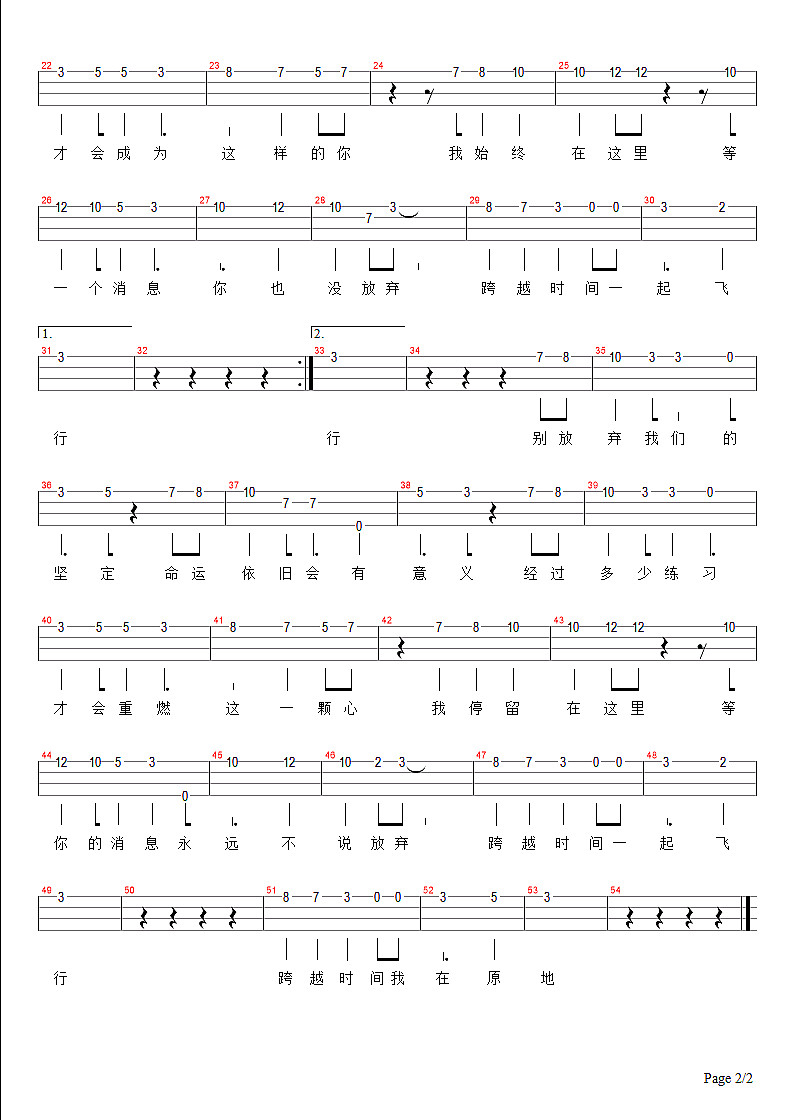 22 3 5 5 3 23 8 7 5 7 24 7 8 10 25 10 12 12 10
才 会 成 为 这 样 的 你 我 始 终 在 这 里 等
26 12 10 5 3 27 10 12 28 10 7 3 29 8 7 3 0 0 30 3 2
一 个 消 息 你 也 没 放 弃 跨 越 时 间 一 起 飞
1. 2.
31 3 32 33 3 34 7 8 35 10 3 3 0
行 行 别 放 弃 我 们 的
36 3 5 7 8 37 10 7 7 0 38 5 3 7 8 39 10 3 3 0
坚 定 命 运 依 旧 会 有 意 义 经 过 多 少 练 习
40 3 5 5 3 41 8 7 5 7 42 7 8 10 43 10 12 12 10
才 会 重 燃 这 一 颗 心 我 停 留 在 这 里 等
44 12 10 5 3 0 45 10 12 46 10 2 3 47 8 7 3 0 0 48 3 2
你 的 消 息 永 远 不 说 放 弃 跨 越 时 间 一 起 飞
49 3 50 51 8 7 3 0 0 52 3 5 53 3 54
行 跨 越 时 间 我 在 原 地
Page 2/2